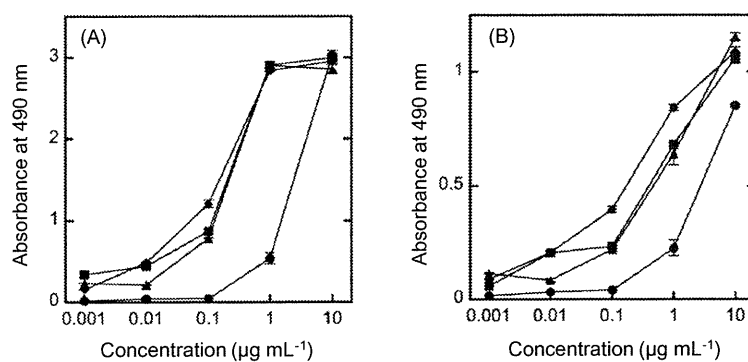 (A)
Absorbance at 490 nm
3
2
1
0
0.001 0.01 0.1 1 10
Concentration (µg mL⁻¹)
(B)
Absorbance at 490 nm
1
0.5
0
0.001 0.01 0.1 1 10
Concentration (µg mL⁻¹)